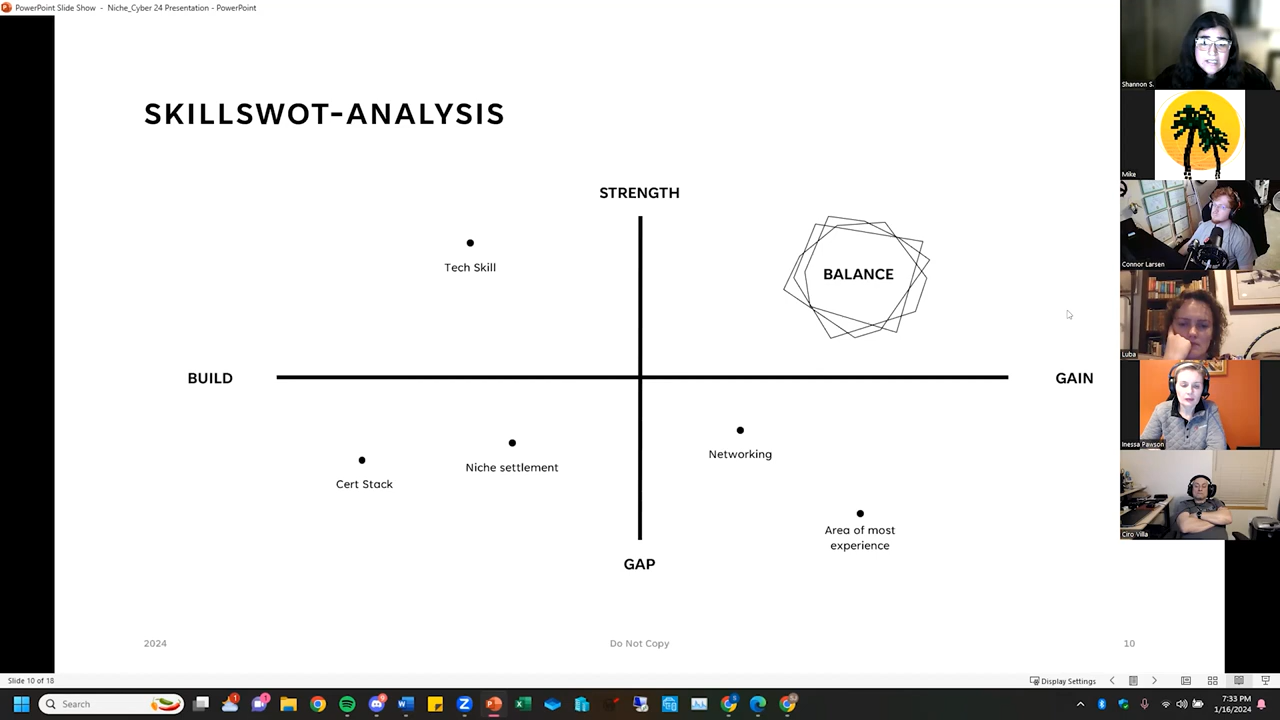 PowerPoint Slide Show - Niche_Cyber 24 Presentation - PowerPoint
SKILLSWOT-ANALYSIS
STRENGTH
Tech Skill
BALANCE
BUILD
GAIN
Networking
Niche settlement
Cert Stack
Area of most
experience
GAP
2024
Do Not Copy
10
Shannon S.
Mike
Connor Larsen
Luba
Inessa Pawson
Ciro Villa
Slide 10 of 18
Display Settings
Search
7:33 PM
1/16/2024